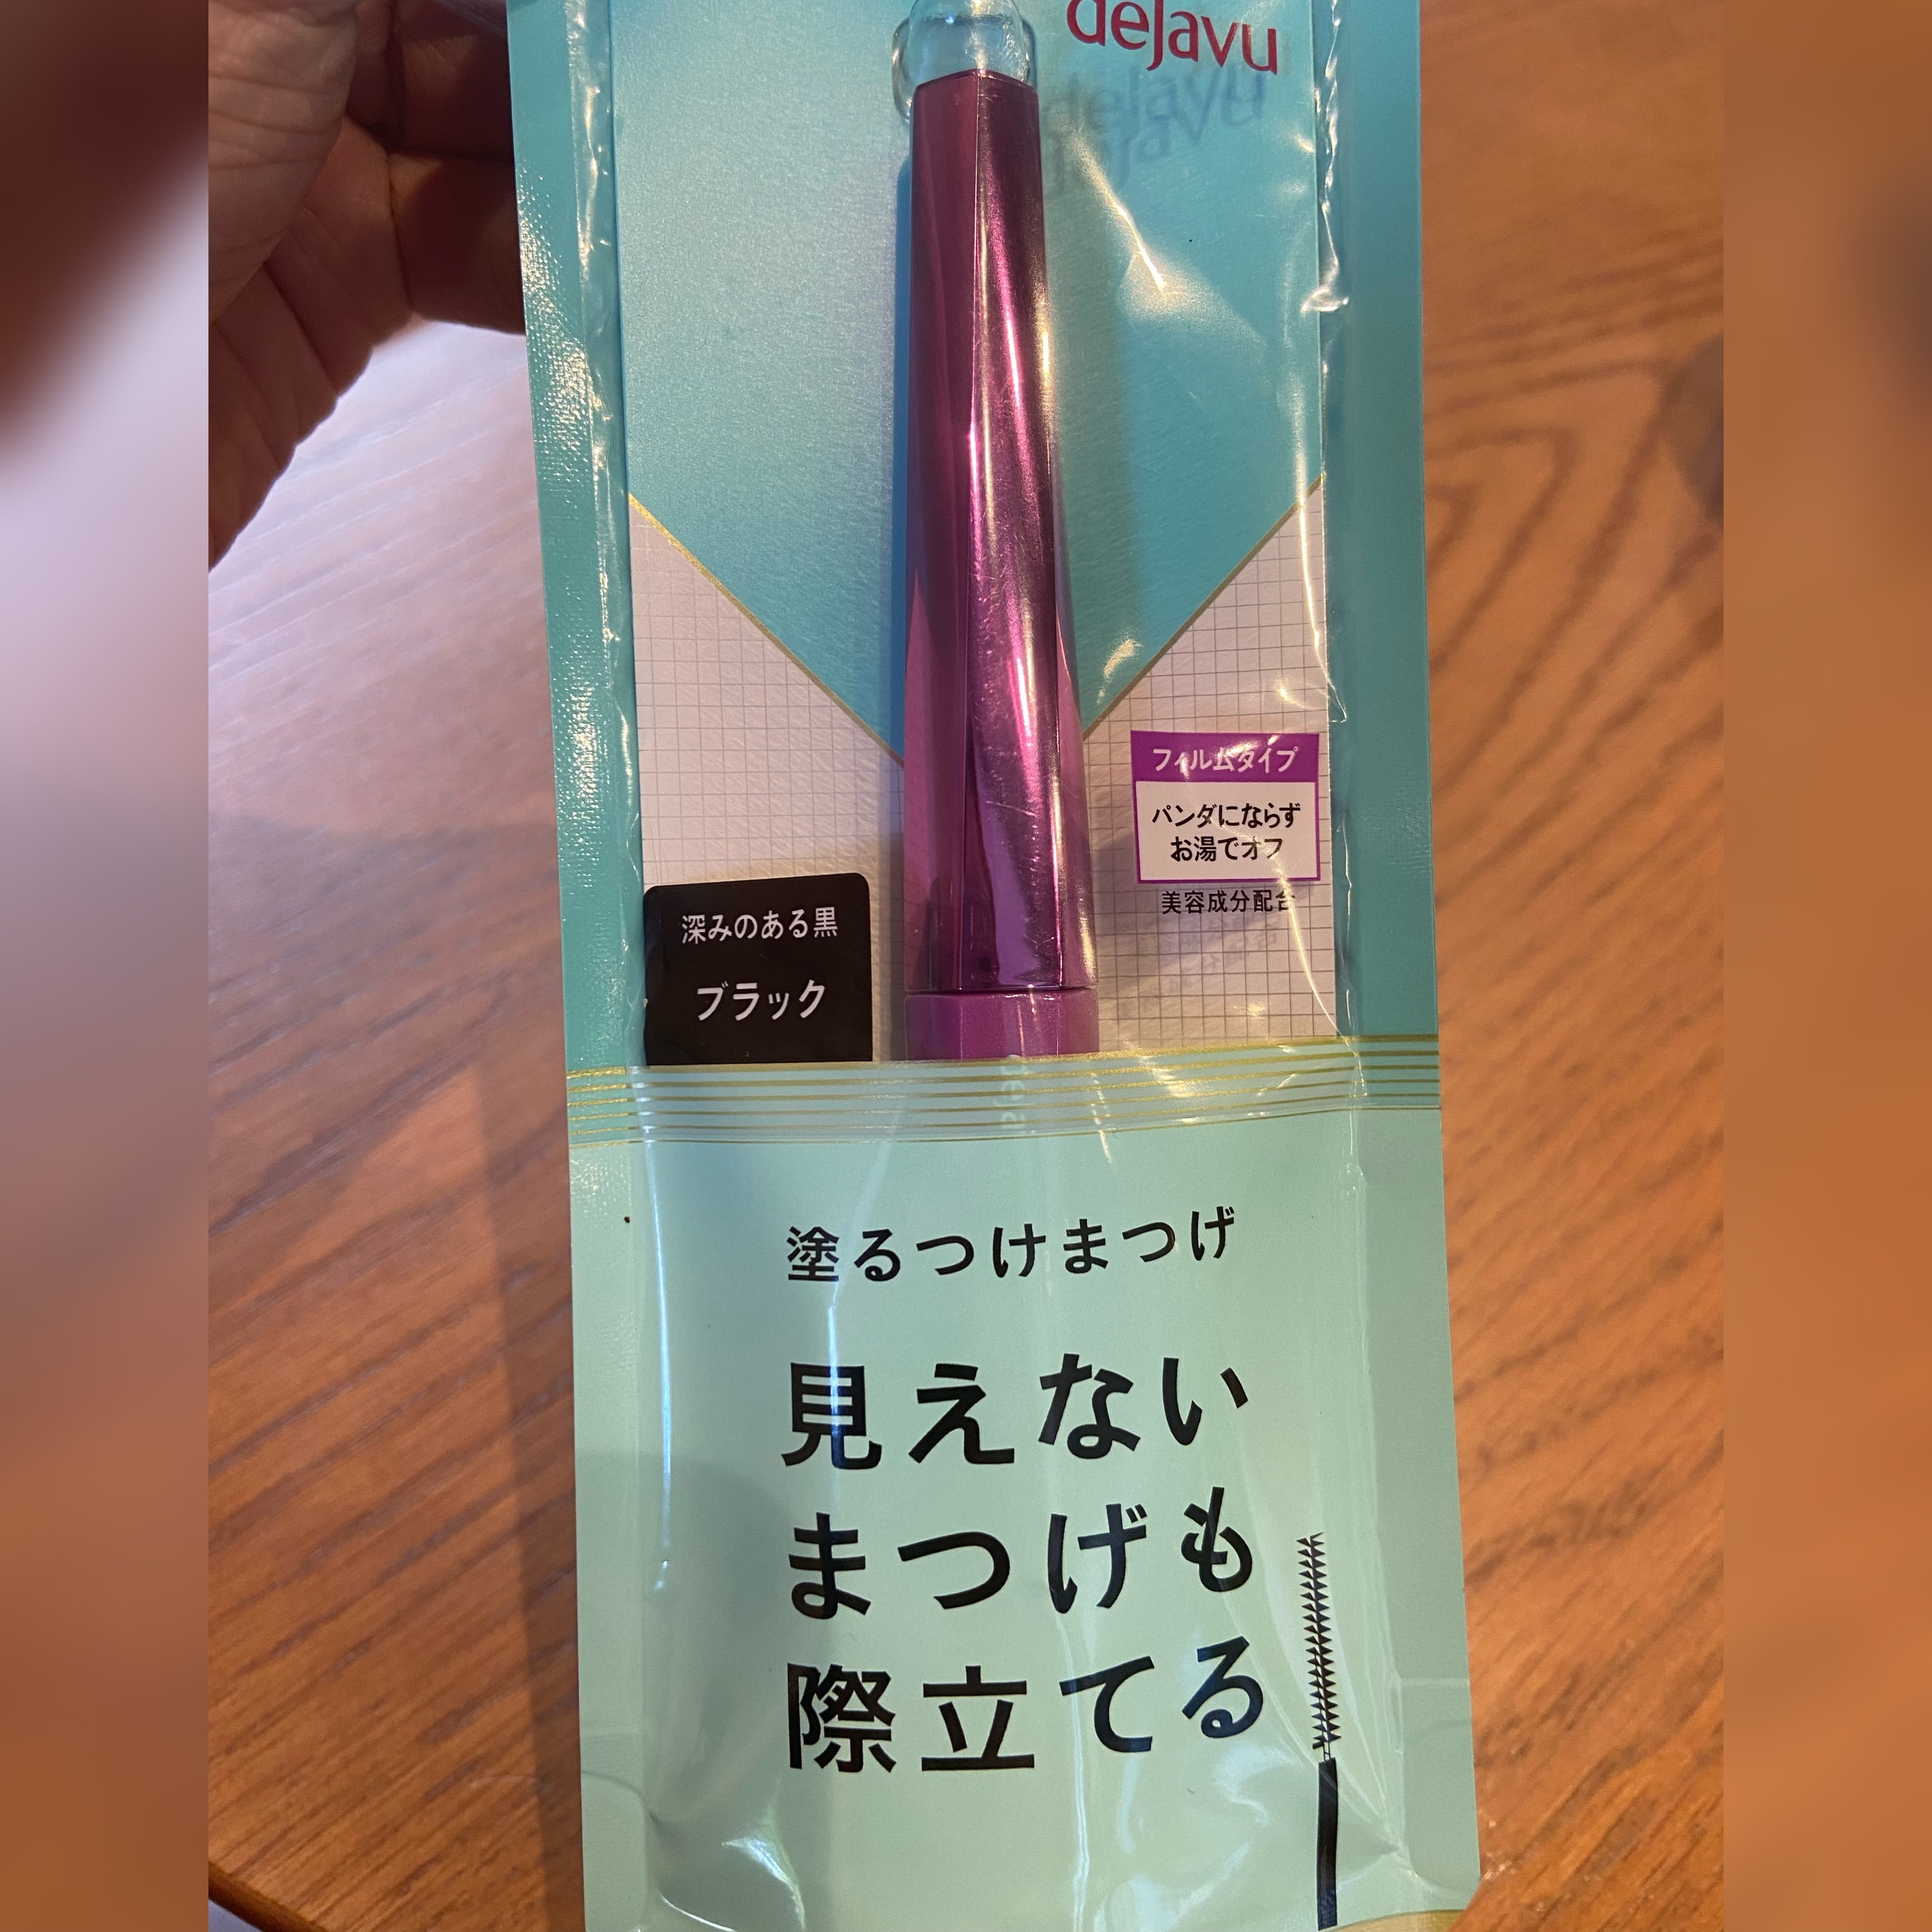 dejavu
フィルムタイプ
パンダにならず
お湯でオフ
美容成分配合
深みのある黒
ブラック
塗るつけまつげ
見えない
まつげも
際立てる